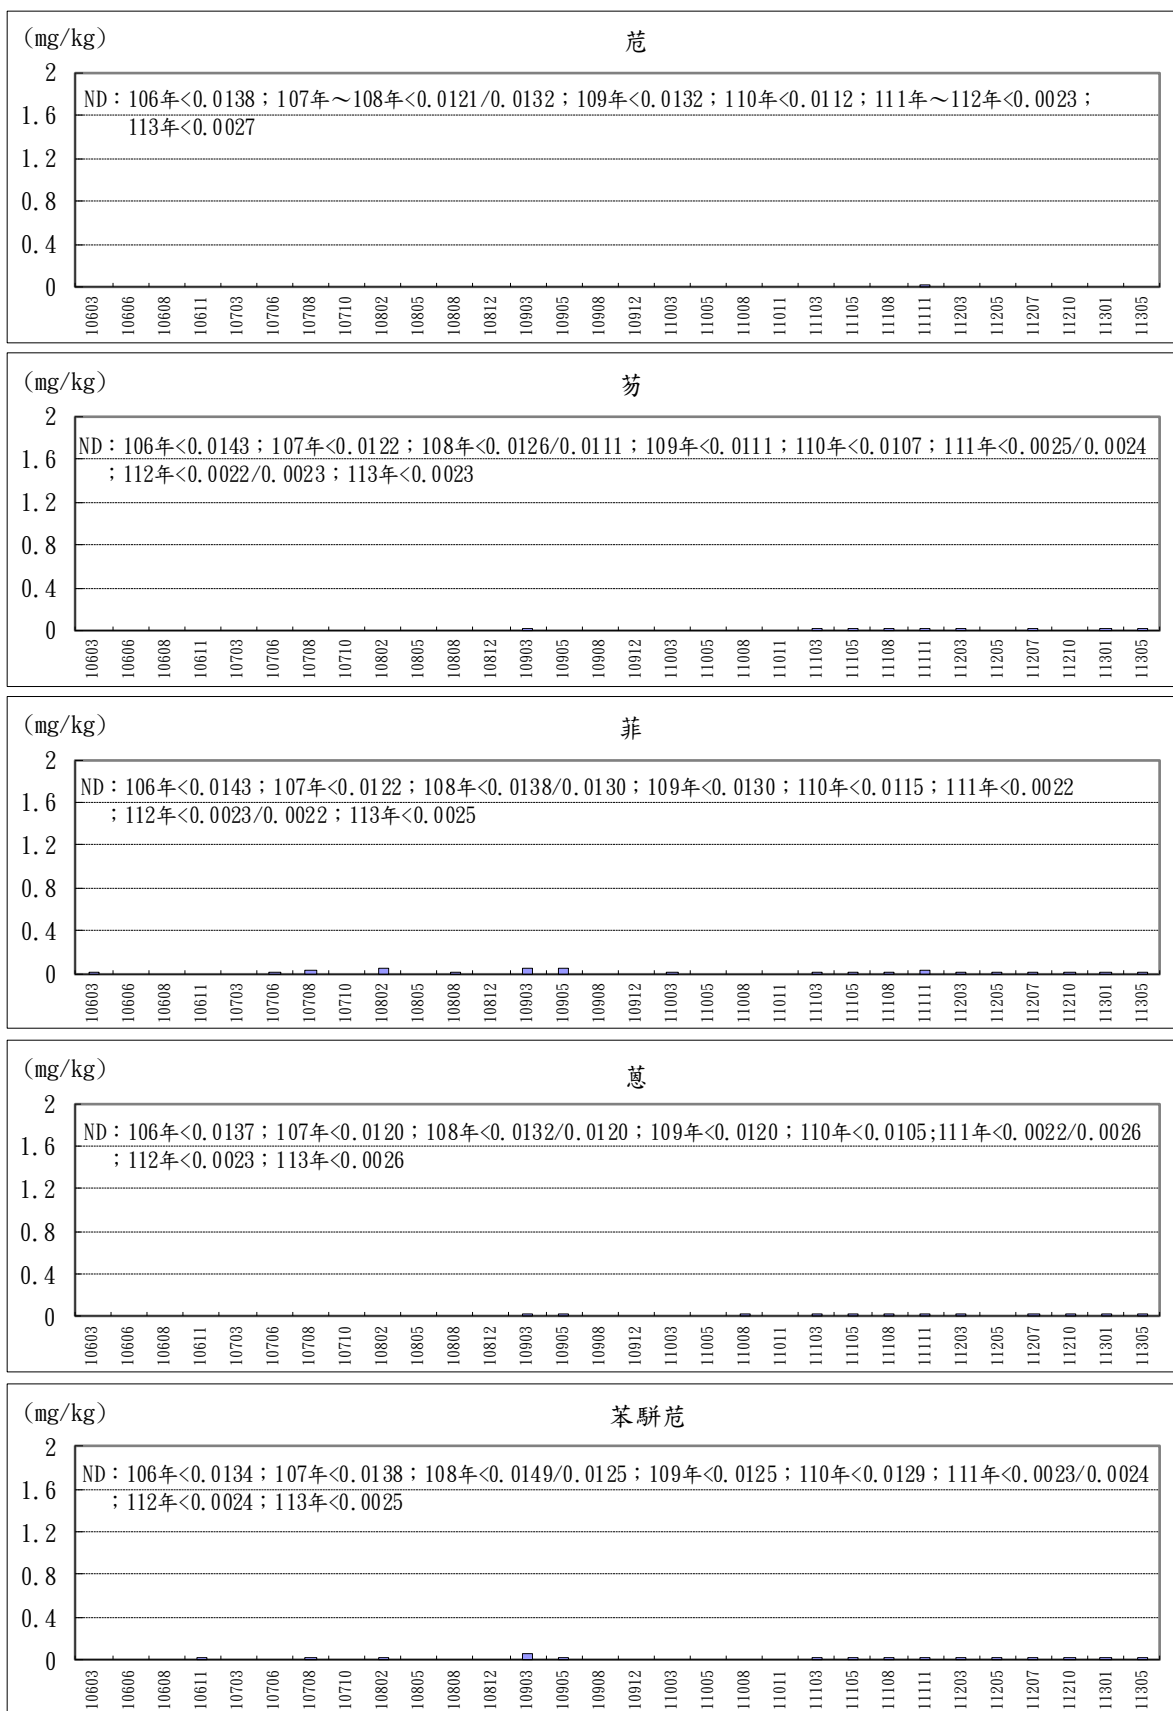 (mg/kg)
苊
2
ND：106年<0.0138；107年～108年<0.0121/0.0132；109年<0.0132；110年<0.0112；111年～112年<0.0023；
1.6
113年<0.0027
1.2
0.8
0.4
0
10603 10606 10608 10611 10703 10706 10708 10710 10802 10805 10808 10812 10903 10905 10908 10912 11003 11005 11008 11011 11103 11105 11108 11111 11203 11205 11207 11210 11301 11305
(mg/kg)
芴
2
ND：106年<0.0143；107年<0.0122；108年<0.0126/0.0111；109年<0.0111；110年<0.0107；111年<0.0025/0.0024
1.6
；112年<0.0022/0.0023；113年<0.0023
1.2
0.8
0.4
0
10603 10606 10608 10611 10703 10706 10708 10710 10802 10805 10808 10812 10903 10905 10908 10912 11003 11005 11008 11011 11103 11105 11108 11111 11203 11205 11207 11210 11301 11305
(mg/kg)
菲
2
ND：106年<0.0143；107年<0.0122；108年<0.0138/0.0130；109年<0.0130；110年<0.0115；111年<0.0022
1.6
；112年<0.0023/0.0022；113年<0.0025
1.2
0.8
0.4
0
10603 10606 10608 10611 10703 10706 10708 10710 10802 10805 10808 10812 10903 10905 10908 10912 11003 11005 11008 11011 11103 11105 11108 11111 11203 11205 11207 11210 11301 11305
(mg/kg)
蒽
2
ND：106年<0.0137；107年<0.0120；108年<0.0132/0.0120；109年<0.0120；110年<0.0105;111年<0.0022/0.0026
1.6
；112年<0.0023；113年<0.0026
1.2
0.8
0.4
0
10603 10606 10608 10611 10703 10706 10708 10710 10802 10805 10808 10812 10903 10905 10908 10912 11003 11005 11008 11011 11103 11105 11108 11111 11203 11205 11207 11210 11301 11305
(mg/kg)
苯駢苊
2
ND：106年<0.0134；107年<0.0138；108年<0.0149/0.0125；109年<0.0125；110年<0.0129；111年<0.0023/0.0024
1.6
；112年<0.0024；113年<0.0025
1.2
0.8
0.4
0
10603 10606 10608 10611 10703 10706 10708 10710 10802 10805 10808 10812 10903 10905 10908 10912 11003 11005 11008 11011 11103 11105 11108 11111 11203 11205 11207 11210 11301 11305